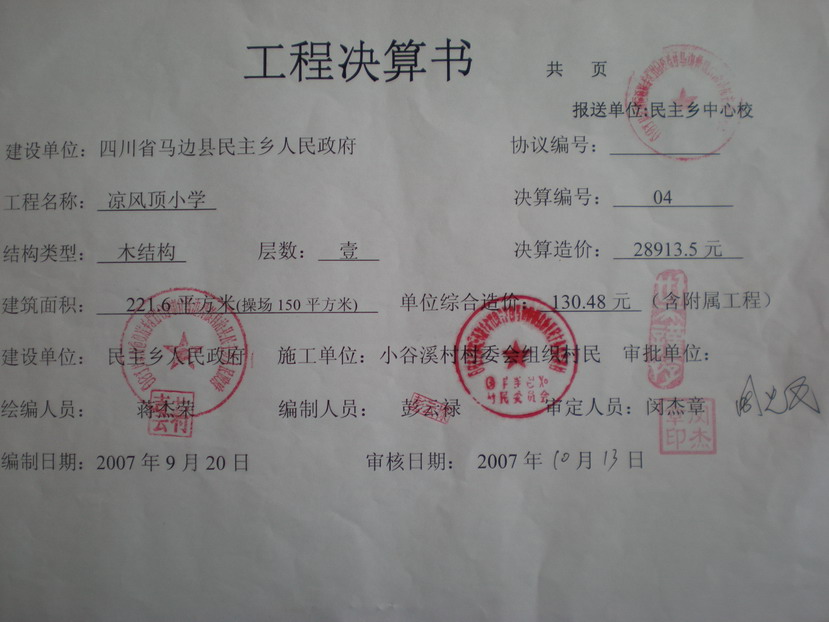 工程决算书 共 页
报送单位:民主乡中心校
建设单位：四川省马边县民主乡人民政府 协议编号：
工程名称：凉风顶小学 决算编号：04
结构类型：木结构 层数：壹 决算造价：28913.5元
建筑面积：221.6平方米(操场150平方米) 单位综合造价：130.48元（含附属工程）
建设单位：民主乡人民政府 施工单位：小谷溪村村委会组织村民 审批单位：
绘编人员：蒋杰荣 编制人员：彭云禄 审定人员：闵杰章
编制日期：2007年9月20日 审核日期：2007年10月13日